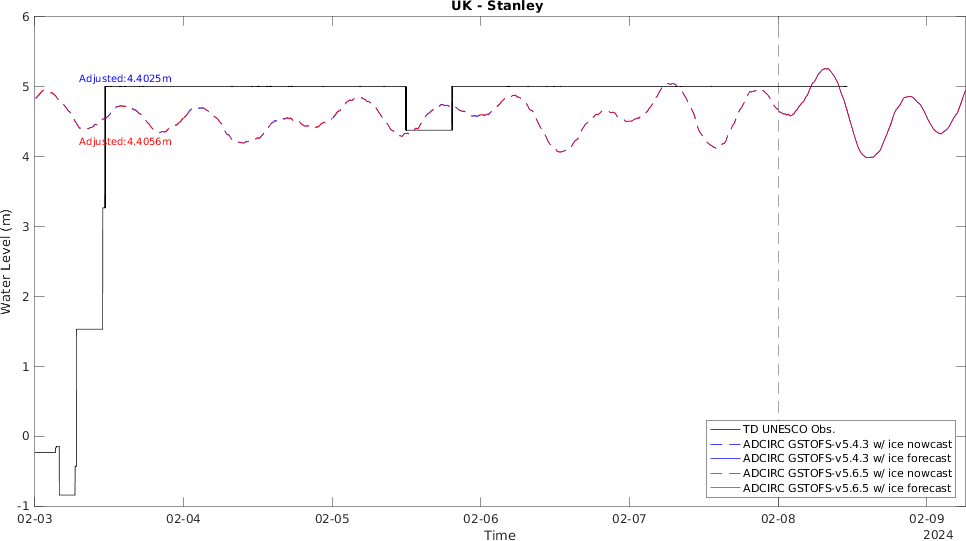 UK - Stanley
6
5
4
3
2
1
0
-1
Water Level (m)
Adjusted:4.4025m
Adjusted:4.4056m
TD UNESCO Obs.
ADCIRC GSTOFS-v5.4.3 w/ ice nowcast
ADCIRC GSTOFS-v5.4.3 w/ ice forecast
ADCIRC GSTOFS-v5.6.5 w/ ice nowcast
ADCIRC GSTOFS-v5.6.5 w/ ice forecast
02-03 02-04 02-05 02-06 02-07 02-08 02-09
Time
2024